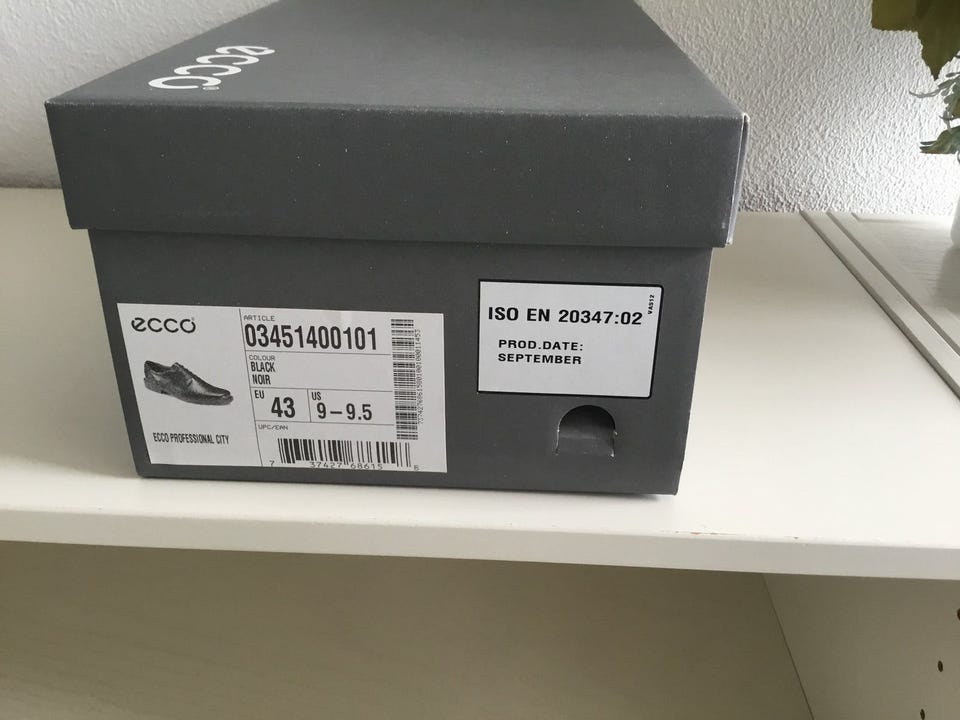 ecco
ecco
ARTICLE
03451400101
COLOUR
BLACK
NOIR
EU
43
US
9-9.5
UPC/EAN
ECCO PROFESSIONAL CITY
7 37427 68615 6
ISO EN 20347:02
PROD.DATE:
SEPTEMBER
VAS12